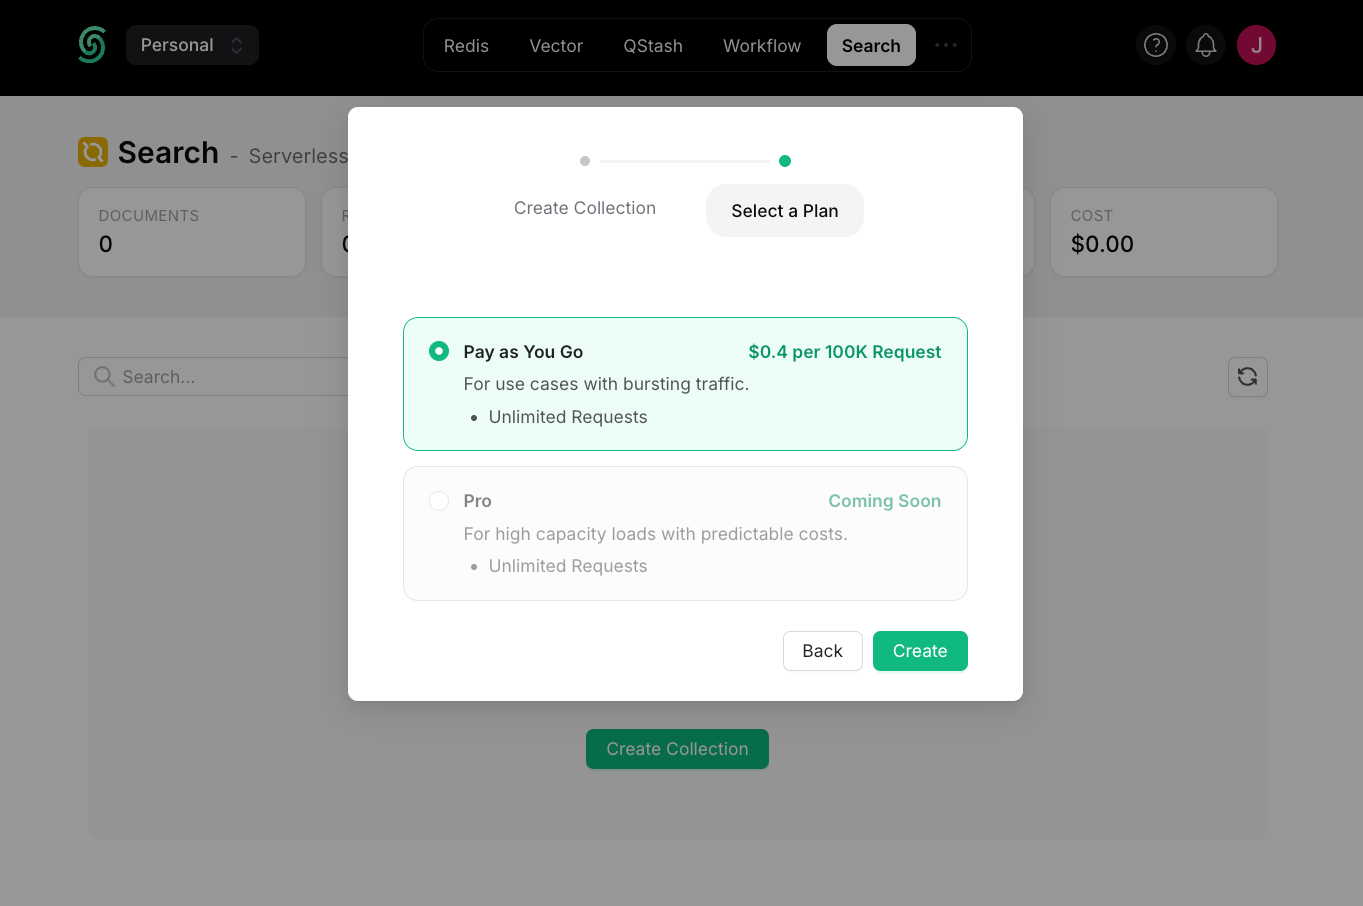 Personal
Redis
Vector
QStash
Workflow
Search
J
Search - Serverless
DOCUMENTS
0
COST
$0.00
Create Collection
Select a Plan
Search...
Pay as You Go
$0.4 per 100K Request
For use cases with bursting traffic.
• Unlimited Requests
Pro
Coming Soon
For high capacity loads with predictable costs.
• Unlimited Requests
Back
Create
Create Collection